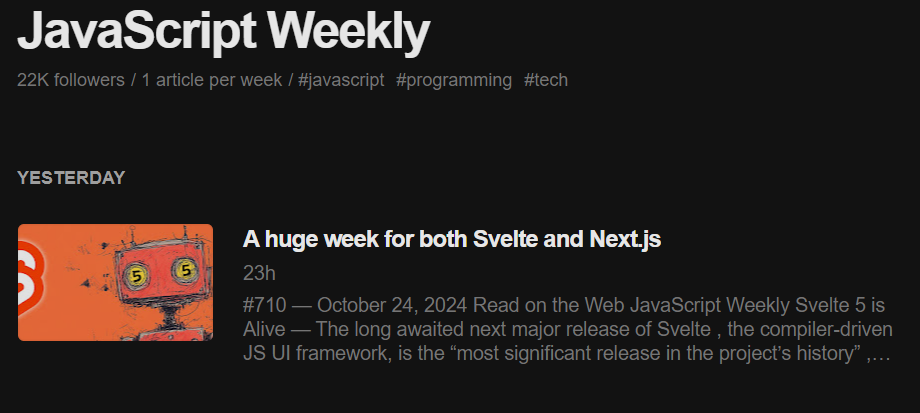 JavaScript Weekly
22K followers / 1 article per week / #javascript #programming #tech
YESTERDAY
5 5
A huge week for both Svelte and Next.js
23h
#710 — October 24, 2024 Read on the Web JavaScript Weekly Svelte 5 is
Alive — The long awaited next major release of Svelte , the compiler-driven
JS UI framework, is the “most significant release in the project’s history” ,…